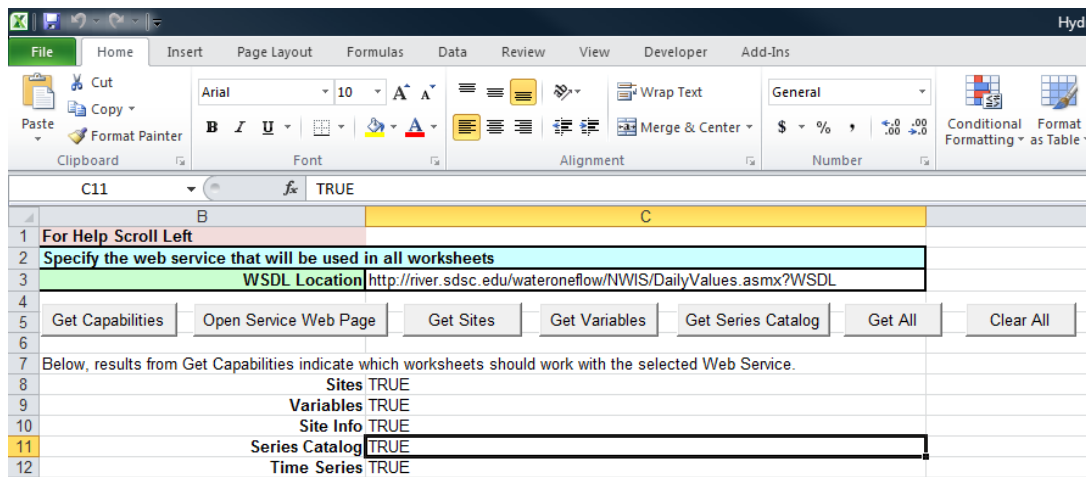 Hyd
File Home Insert Page Layout Formulas Data Review View Developer Add-Ins
Cut
Copy
Format Painter
Paste
Arial 10 A A
B I U A
Wrap Text
Merge & Center
General
$ % , .0 .00 .00 .0
Conditional Formatting
Format as Table
Clipboard Font Alignment Number
C11 fx TRUE
B C
1 For Help Scroll Left
2 Specify the web service that will be used in all worksheets
3 WSDL Location http://river.sdsc.edu/wateroneflow/NWIS/DailyValues.asmx?WSDL
4
5 Get Capabilities Open Service Web Page Get Sites Get Variables Get Series Catalog Get All Clear All
6
7 Below, results from Get Capabilities indicate which worksheets should work with the selected Web Service.
8 Sites TRUE
9 Variables TRUE
10 Site Info TRUE
11 Series Catalog TRUE
12 Time Series TRUE